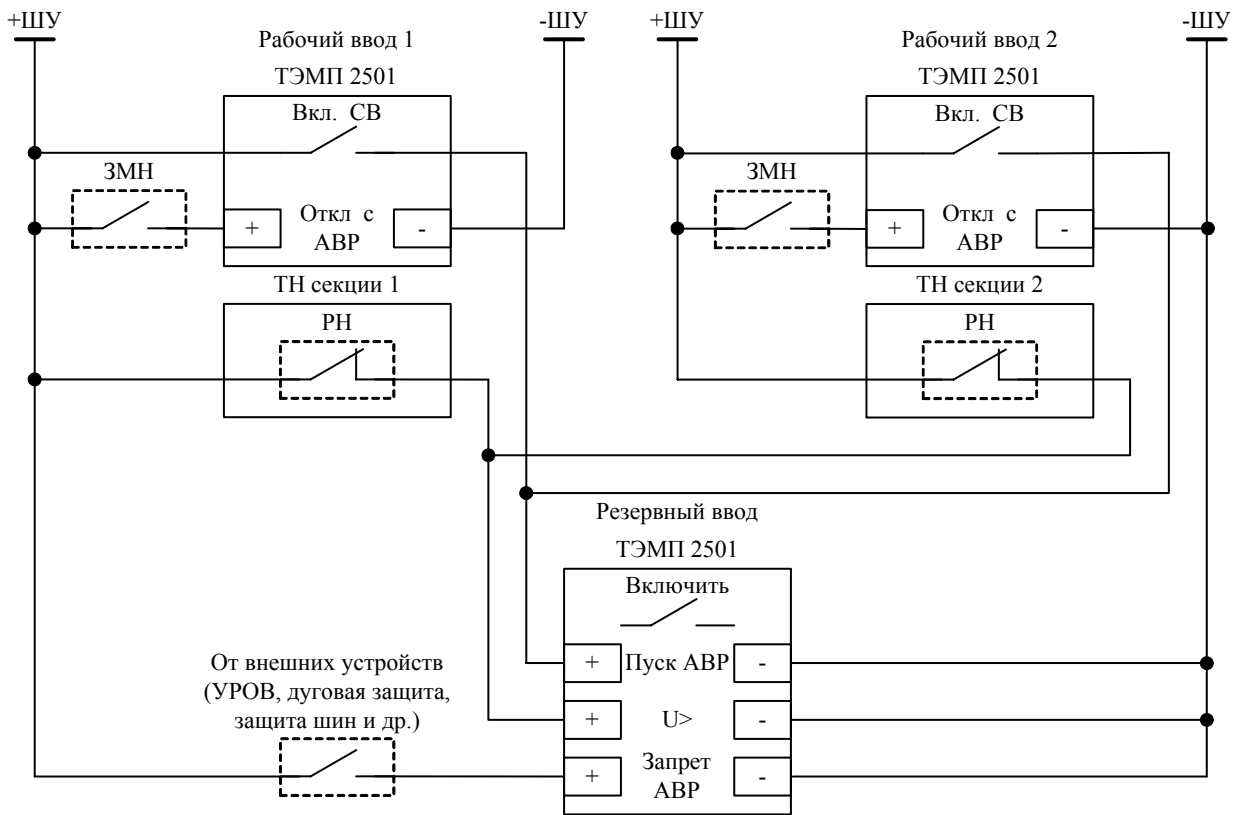 +ШУ
-ШУ
+ШУ
-ШУ
Рабочий ввод 1
ТЭМП 2501
Вкл. СВ
ЗМН
+
Откл с
АВР
-
ТН секции 1
РН
Рабочий ввод 2
ТЭМП 2501
Вкл. СВ
ЗМН
+
Откл с
АВР
-
ТН секции 2
РН
Резервный ввод
ТЭМП 2501
Включить
+ Пуск АВР -
+ U> -
+ Запрет -
АВР
От внешних устройств
(УРОВ, дуговая защита,
защита шин и др.)